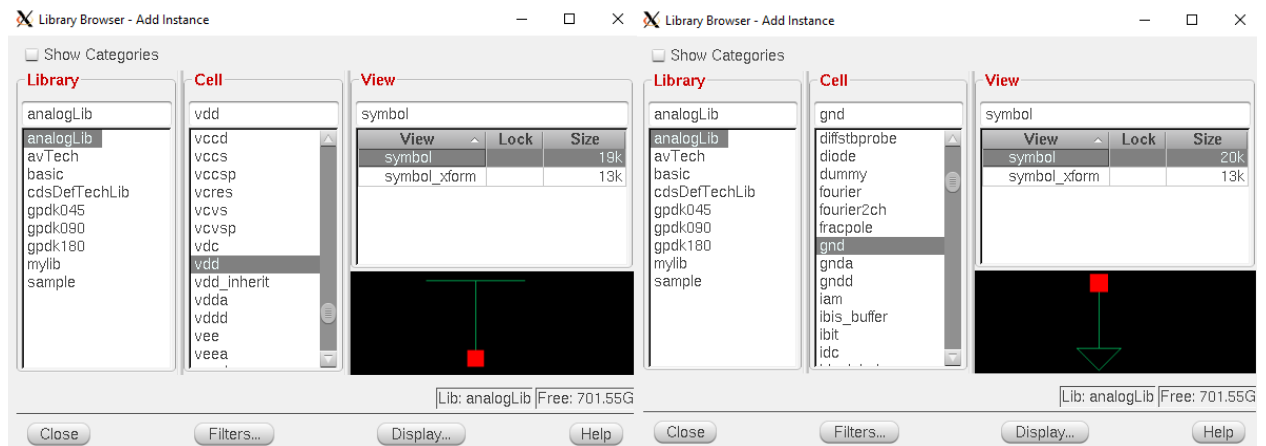 Library Browser - Add Instance
Show Categories
Library
analogLib
analogLib
avTech
basic
cdsDefTechLib
gpdk045
gpdk090
gpdk180
mylib
sample
Cell
vdd
vccd
vccs
vccsp
vcres
vcvs
vcvsp
vdc
vdd
vdd_inherit
vdda
vddd
vee
veea
View
symbol
View Lock Size
symbol 19k
symbol_xform 13k
Lib: analogLib Free: 701.55G
Close Filters... Display... Help
Library Browser - Add Instance
Show Categories
Library
analogLib
analogLib
avTech
basic
cdsDefTechLib
gpdk045
gpdk090
gpdk180
mylib
sample
Cell
gnd
diffstbprobe
diode
dummy
fourier
fourier2ch
fracpole
gnd
gnda
gndd
iam
ibis_buffer
ibit
idc
View
symbol
View Lock Size
symbol 20k
symbol_xform 13k
Lib: analogLib Free: 701.55G
Close Filters... Display... Help